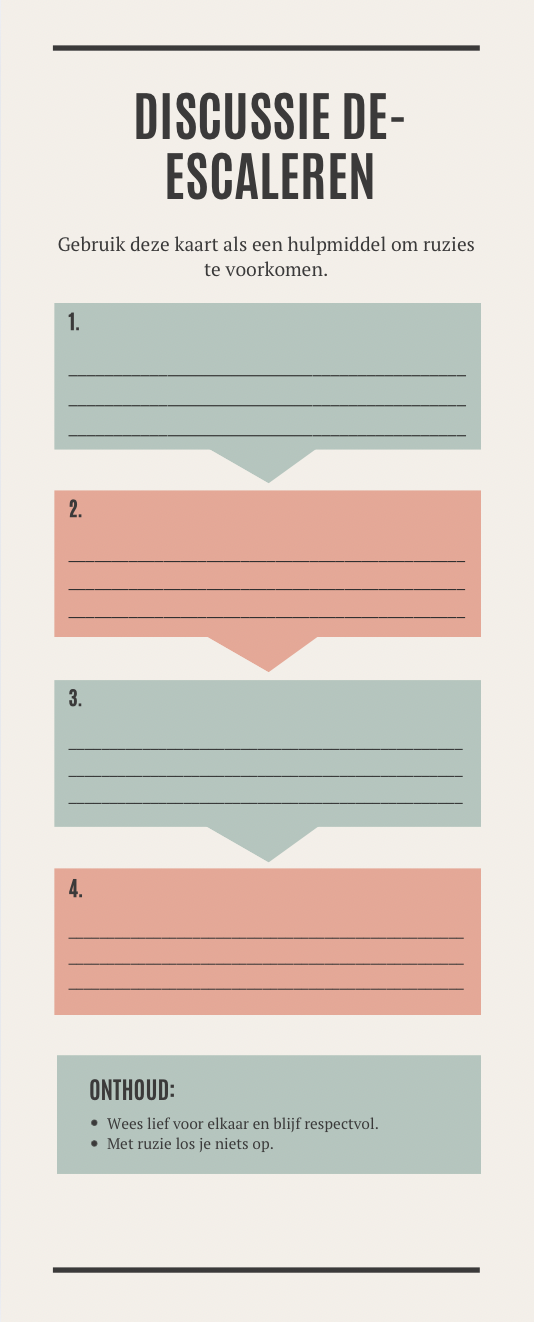 DISCUSSIE DE-
ESCALEREN
Gebruik deze kaart als een hulpmiddel om ruzies
te voorkomen.
1.
2.
3.
4.
ONTHOUD:
• Wees lief voor elkaar en blijf respectvol.
• Met ruzie los je niets op.